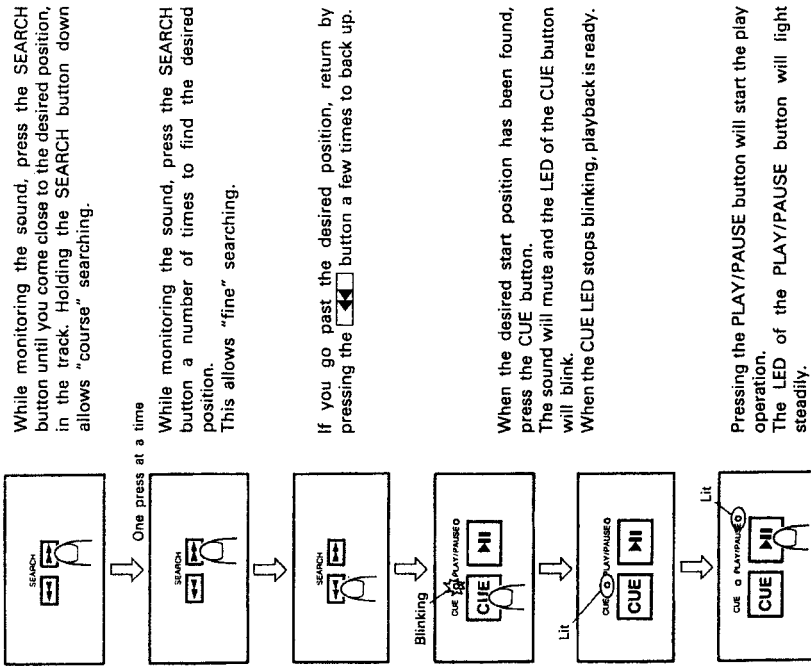 While monitoring the sound, press the SEARCH
button until you come close to the desired position,
in the track. Holding the SEARCH button down
allows "course" searching.
SEARCH
One press at a time
While monitoring the sound, press the SEARCH
button a number of times to find the desired
position.
This allows "fine" searching.
SEARCH
If you go past the desired position, return by
pressing the ◀◀ button a few times to back up.
SEARCH
When the desired start position has been found,
press the CUE button.
The sound will mute and the LED of the CUE button
will blink.
When the CUE LED stops blinking, playback is ready.
Blinking
CUE PLAY/PAUSE
CUE ▶II
Lit
CUE PLAY/PAUSE
CUE ▶II
Pressing the PLAY/PAUSE button will start the play
operation.
The LED of the PLAY/PAUSE button will light
steadily.
Lit
CUE PLAY/PAUSE
CUE ▶II